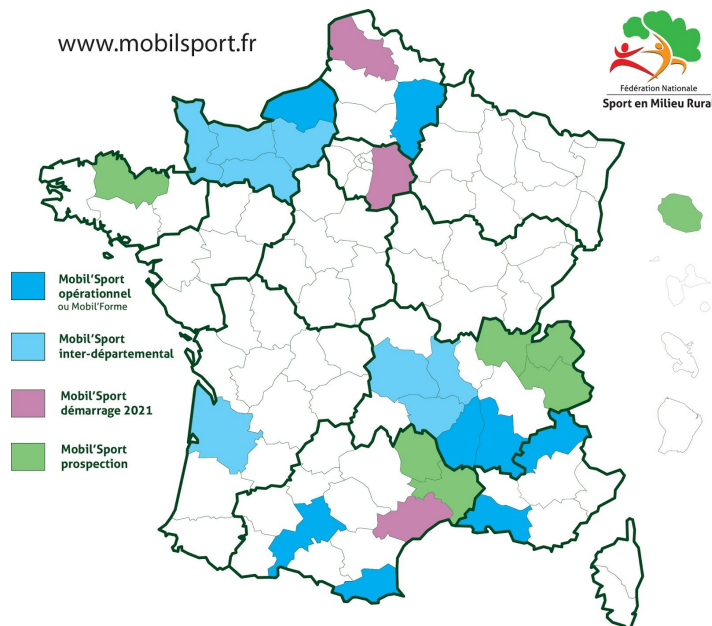 www.mobilsport.fr
Fédération Nationale
Sport en Milieu Rural
Mobil'Sport
opérationnel
ou Mobil'Forme
Mobil'Sport
inter-départemental
Mobil'Sport
démarrage 2021
Mobil'Sport
prospection